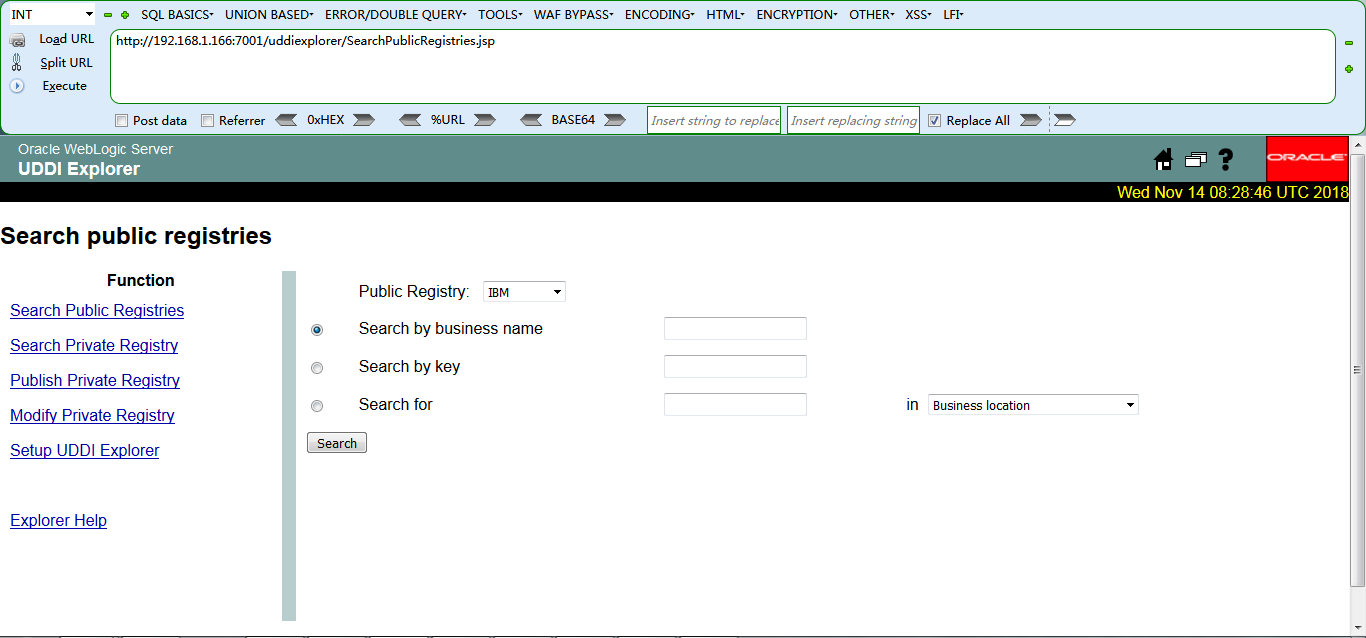 INT SQL BASICS UNION BASED ERROR/DOUBLE QUERY TOOLS WAF BYPASS ENCODING HTML ENCRYPTION OTHER XSS LFI
Load URL http://192.168.1.166:7001/uddiexplorer/SearchPublicRegistries.jsp
Split URL
Execute
Post data Referrer 0xHEX %URL BASE64 Insert string to replace Insert replacing string Replace All
Oracle WebLogic Server
UDDI Explorer
ORACLE
Wed Nov 14 08:28:46 UTC 2018
Search public registries
Function
Search Public Registries
Search Private Registry
Publish Private Registry
Modify Private Registry
Setup UDDI Explorer
Explorer Help
Public Registry: IBM
Search by business name
Search by key
Search for in Business location
Search